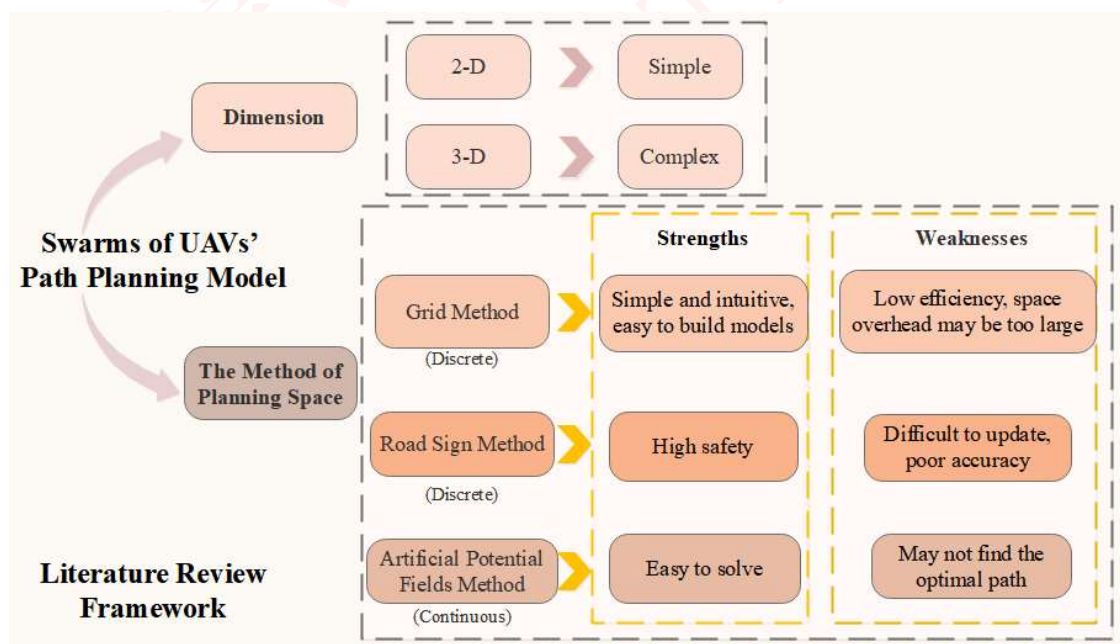 2-D
Simple
Dimension
3-D
Complex
Swarms of UAVs’
Path Planning Model
Strengths
Weaknesses
Grid Method
(Discrete)
Simple and intuitive,
easy to build models
Low efficiency, space
overhead may be too large
The Method of
Planning Space
Road Sign Method
(Discrete)
High safety
Difficult to update,
poor accuracy
Artificial Potential
Fields Method
(Continuous)
Easy to solve
May not find the
optimal path
Literature Review
Framework